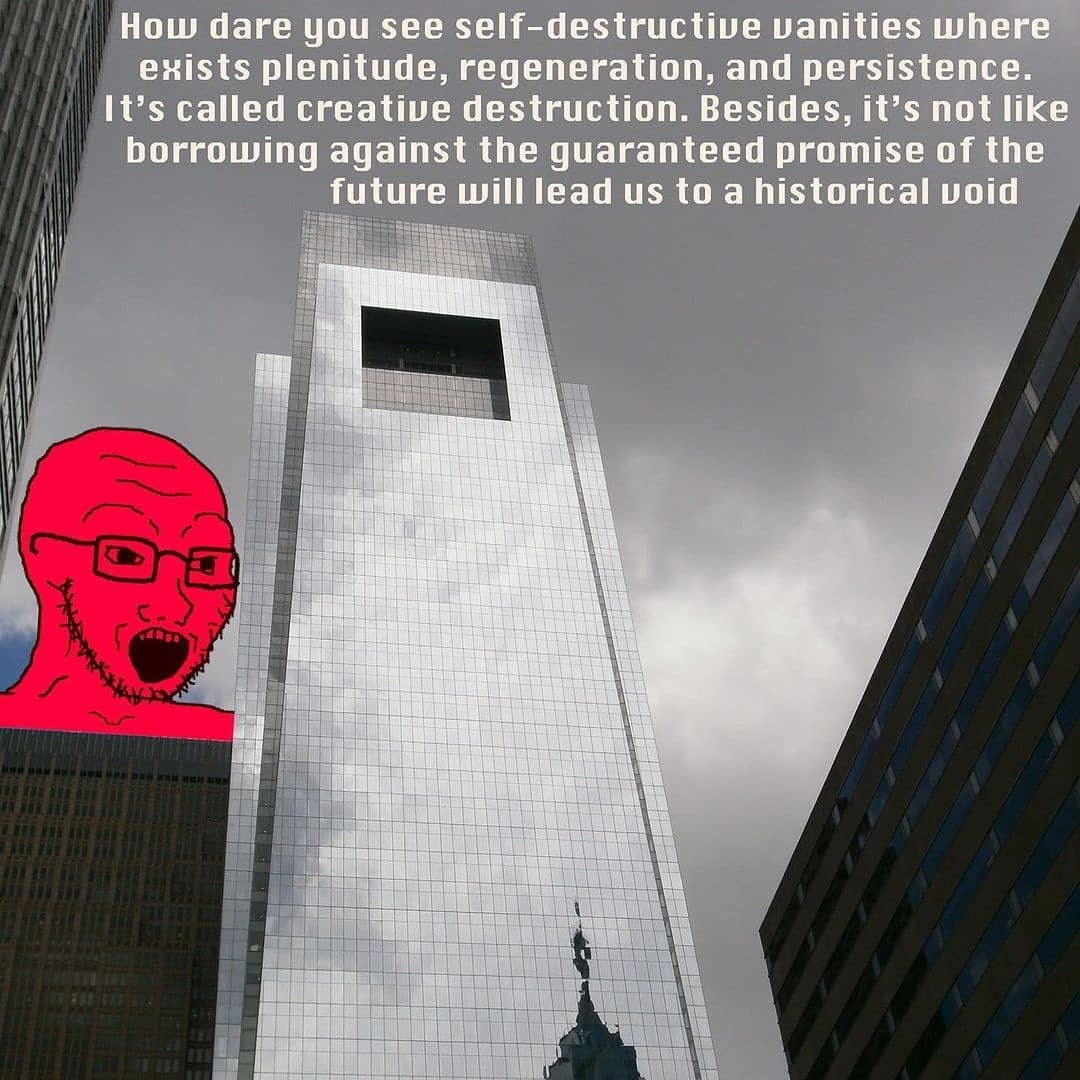 How dare you see self-destructive vanities where
exists plenitude, regeneration, and persistence.
It's called creative destruction. Besides, it's not like
borrowing against the guaranteed promise of the
future will lead us to a historical void